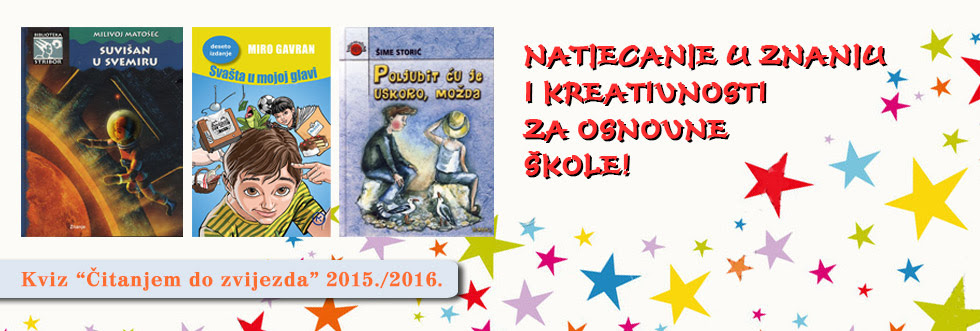 BIBLIOTEKA
STRIBOR
MILIVOJ MATOŠEC
SUVIŠAN
U SVEMIRU
Znanje
deseto
izdanje
MIRO GAVRAN
Svašta u mojoj glavi
ŠIME STORIĆ
POLJUBIT ĆU JE
USKORO, MOŽDA
NATJECANJE U ZNANJU
I KREATIVNOSTI
ZA OSNOVNE
ŠKOLE!
Kviz “Čitanjem do zvijezda” 2015./2016.